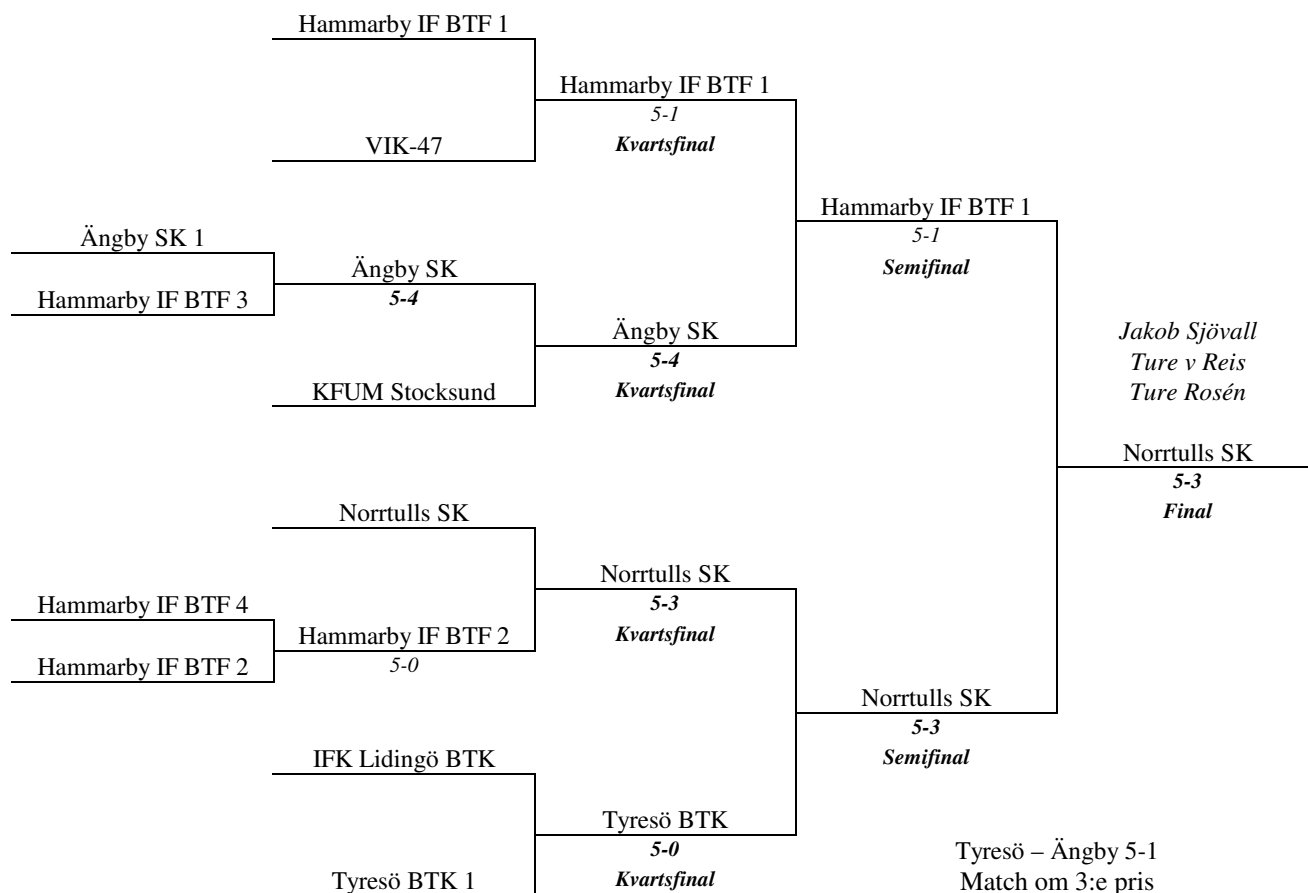 Hammarby IF BTF 1
Hammarby IF BTF 1
5-1
Kvartsfinal
VIK-47
Hammarby IF BTF 1
5-1
Semifinal
Ängby SK 1
Ängby SK
5-4
Hammarby IF BTF 3
Ängby SK
5-4
Kvartsfinal
KFUM Stocksund
Jakob Sjövall
Ture v Reis
Ture Rosén
Norrtulls SK
5-3
Final
Norrtulls SK
Norrtulls SK
5-3
Kvartsfinal
Hammarby IF BTF 4
Hammarby IF BTF 2
5-0
Hammarby IF BTF 2
Norrtulls SK
5-3
Semifinal
IFK Lidingö BTK
Tyresö BTK
5-0
Kvartsfinal
Tyresö BTK 1
Tyresö – Ängby 5-1
Match om 3:e pris